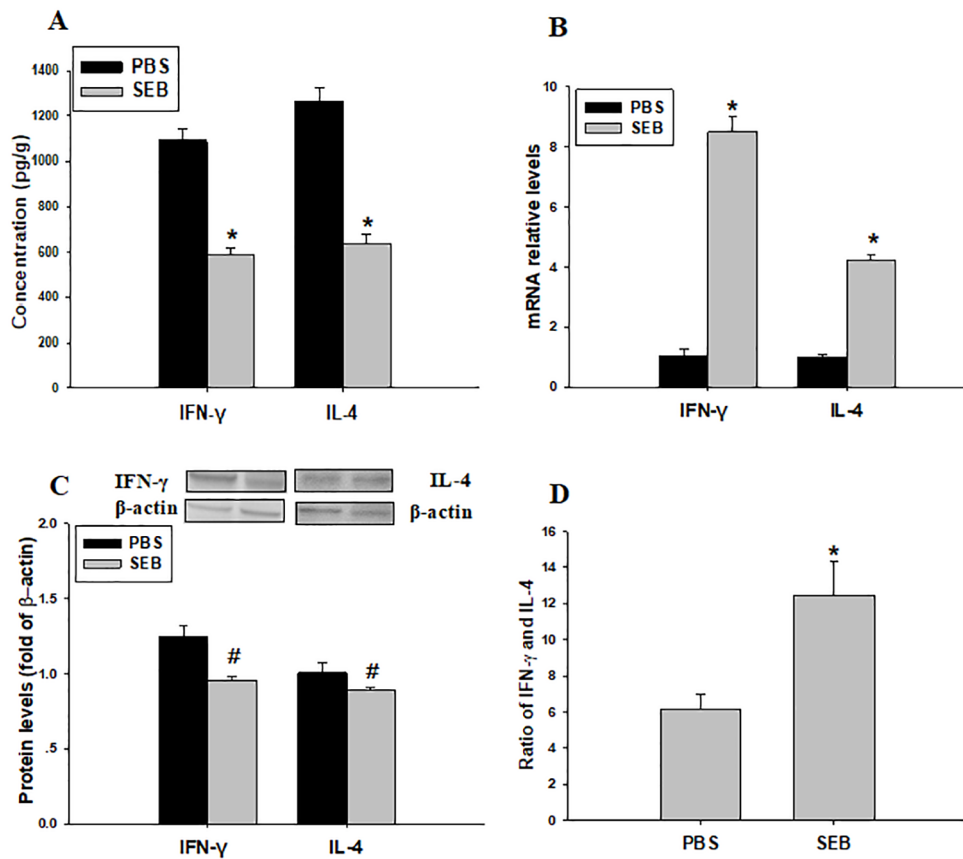 A
PBS
SEB
1400
1200
1000
800
600
400
200
0
Concentration (pg/g)
*
*
IFN-γ
IL-4
B
PBS
SEB
10
8
6
4
2
0
mRNA relative levels
*
*
IFN-γ
IL-4
C
IFN-γ
IL-4
β-actin
β-actin
PBS
SEB
2.0
1.5
1.0
.5
0.0
Protein levels (fold of β–actin)
#
#
IFN-γ
IL-4
D
16
14
12
10
8
6
4
2
0
Ratio of IFN-γ and IL-4
*
PBS
SEB